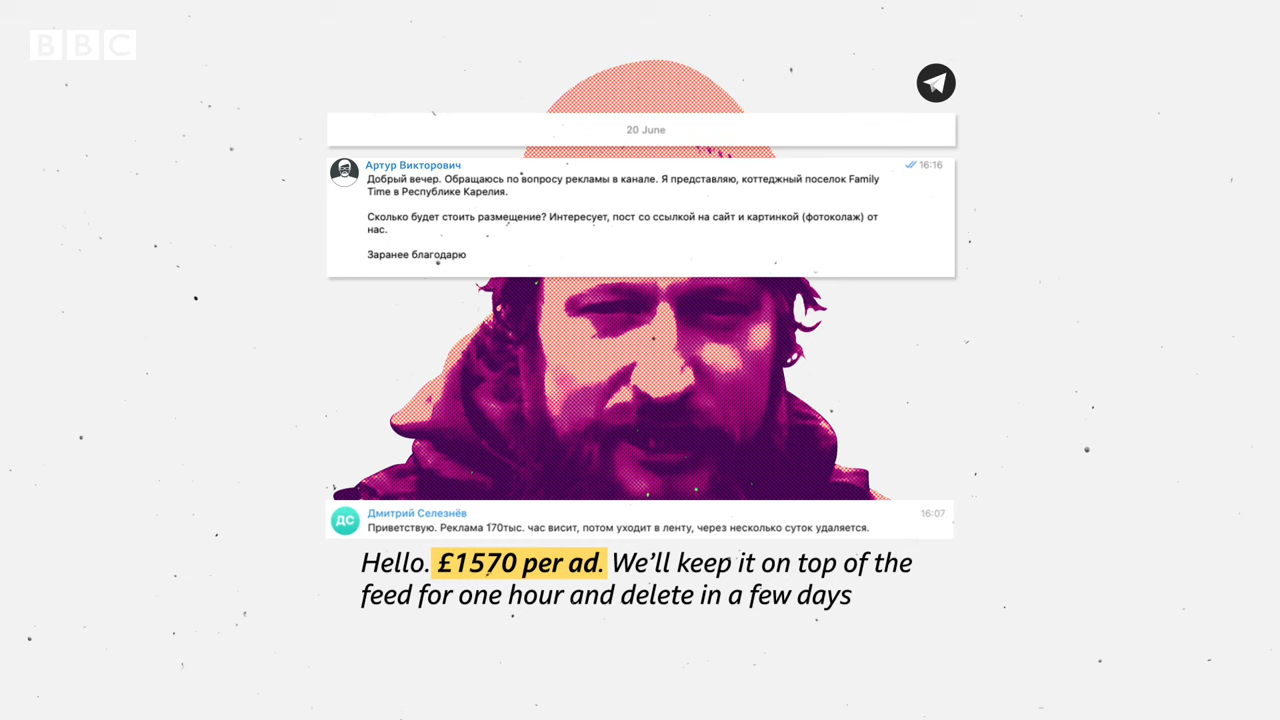 BBC
20 June
Артур Викторович
16:16
Добрый вечер. Обращаюсь по вопросу рекламы в канале. Я представляю, коттеджный поселок Family
Time в Республике Карелия.
Сколько будет стоить размещение? Интересует, пост со ссылкой на сайт и картинкой (фотоколаж) от
нас.
Заранее благодарю
ДС
Дмитрий Селезнёв
16:07
Приветствую. Реклама 170тыс. час висит, потом уходит в ленту, через несколько суток удаляется.
Hello. £1570 per ad. We’ll keep it on top of the
feed for one hour and delete in a few days